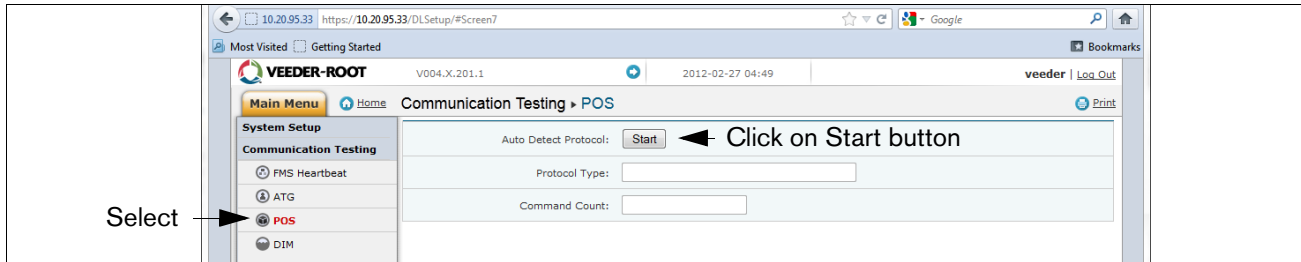 10.20.95.33 https://10.20.95.33/DLSetup/#Screen7 Google
Most Visited Getting Started Bookmarks
VEEDER-ROOT V004.X.201.1 2012-02-27 04:49 veeder | Log Out
Main Menu Home Communication Testing ▸ POS Print
System Setup
Auto Detect Protocol: Start Click on Start button
Communication Testing
FMS Heartbeat
Protocol Type:
ATG
Command Count:
Select POS
DIM